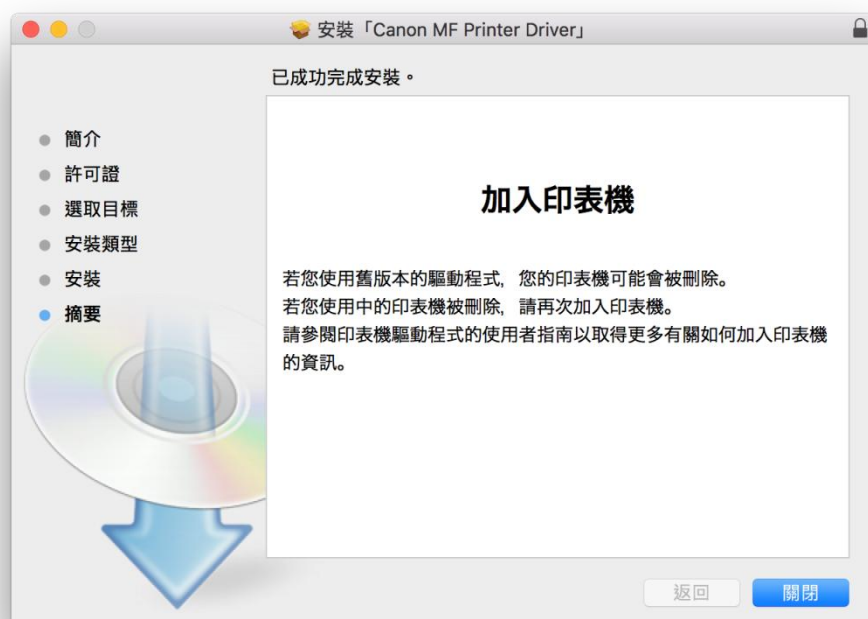 安裝「Canon MF Printer Driver」
已成功完成安裝。
簡介
許可證
選取目標
安裝類型
安裝
摘要
加入印表機
若您使用舊版本的驅動程式，您的印表機可能會被刪除。
若您使用中的印表機被刪除，請再次加入印表機。
請參閱印表機驅動程式的使用者指南以取得更多有關如何加入印表機
的資訊。
返回
關閉